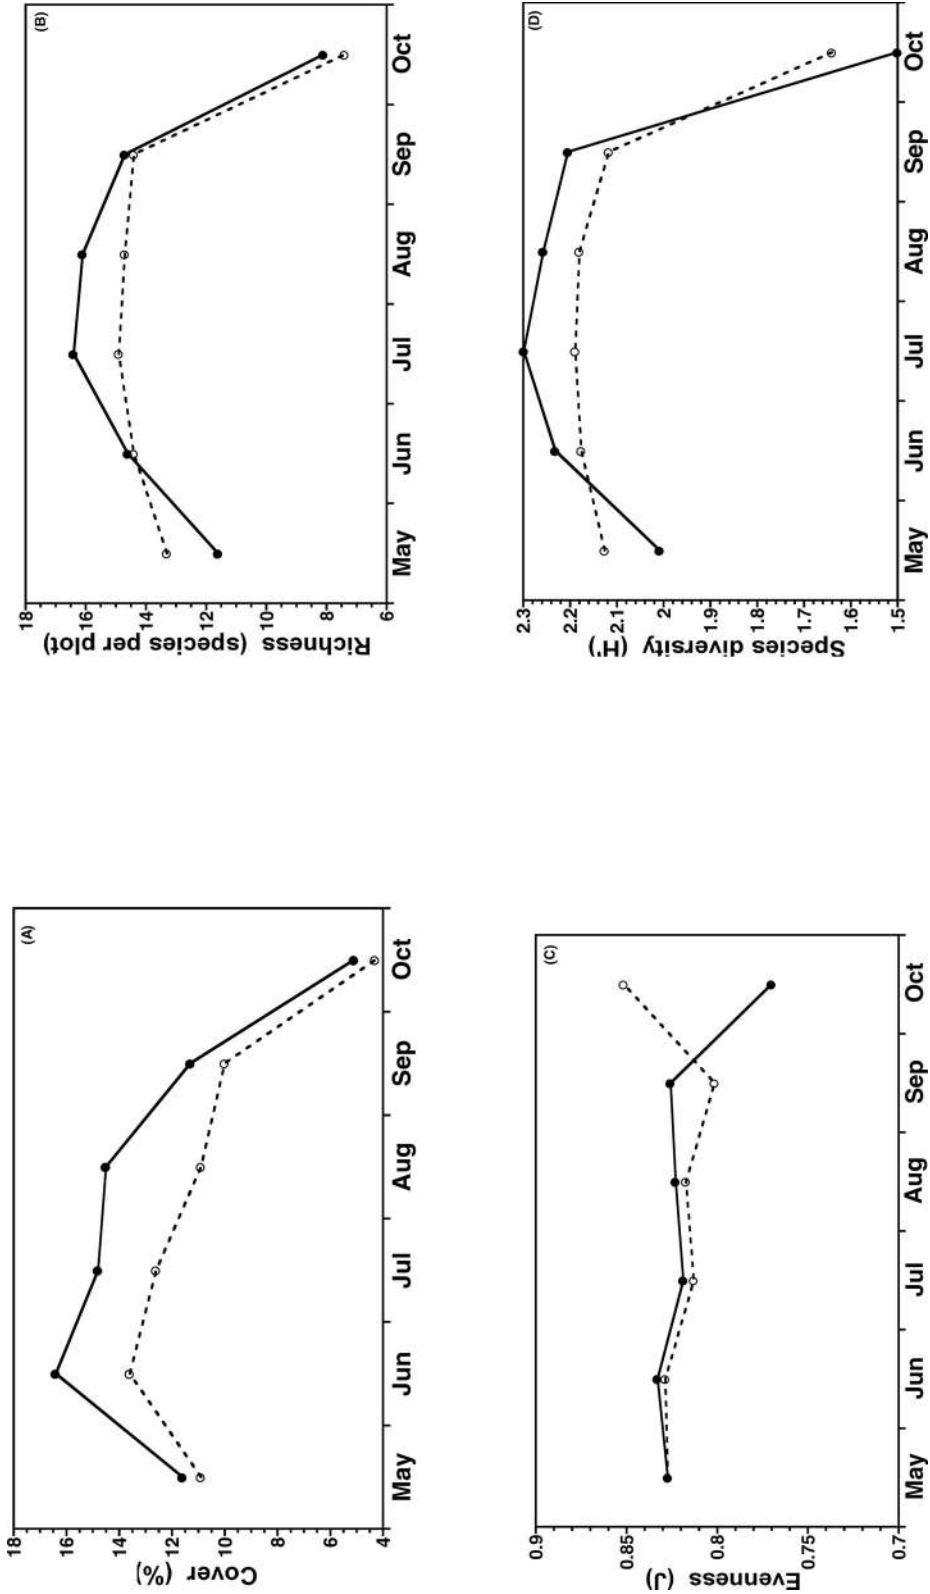 (A)
Cover (%)
18
16
14
12
10
8
6
4
May Jun Jul Aug Sep Oct
(B)
Richness (species per plot)
18
16
14
12
10
8
6
May Jun Jul Aug Sep Oct
(C)
Evenness (J)
0.9
0.85
0.8
0.75
0.7
May Jun Jul Aug Sep Oct
(D)
Species diversity (H')
2.3
2.2
2.1
2
1.9
1.8
1.7
1.6
1.5
May Jun Jul Aug Sep Oct